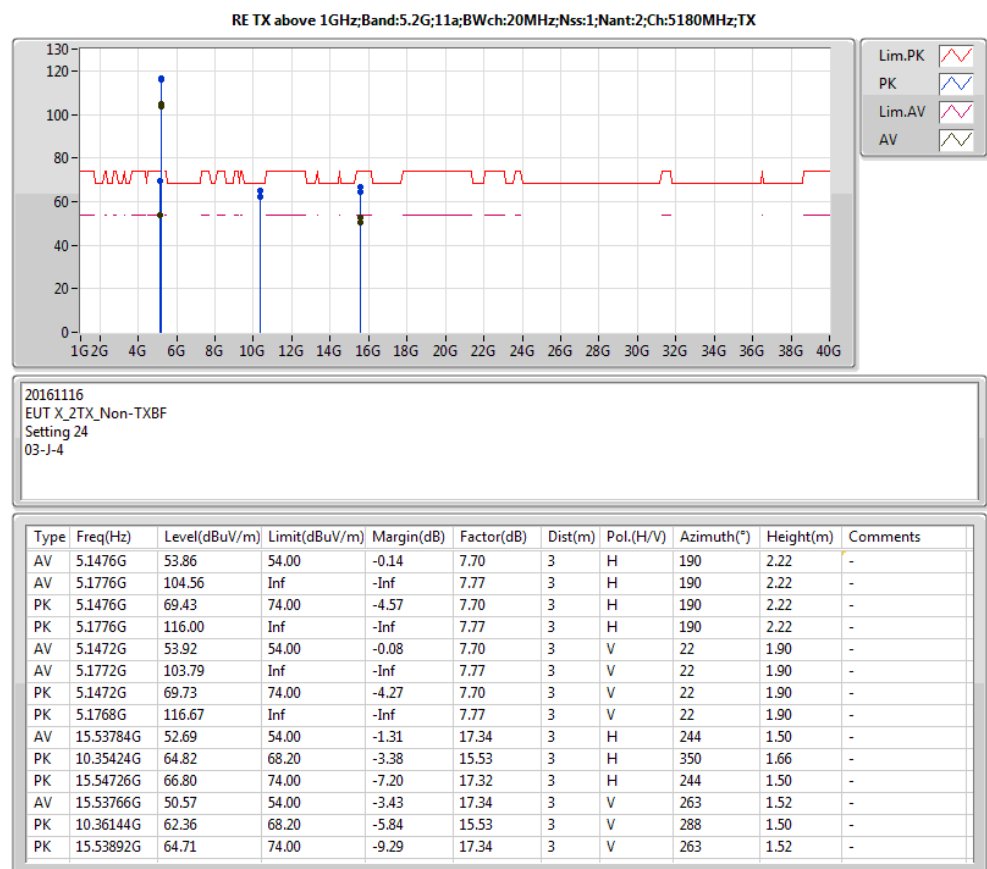 RE TX above 1GHz;Band:5.2G;11a;BWch:20MHz;Nss:1;Nant:2;Ch:5180MHz;TX
130
120
100
80
60
40
20
0
1G 2G 4G 6G 8G 10G 12G 14G 16G 18G 20G 22G 24G 26G 28G 30G 32G 34G 36G 38G 40G
Lim.PK
PK
Lim.AV
AV
20161116
EUT X_2TX_Non-TXBF
Setting 24
03-J-4
Type Freq(Hz) Level(dBuV/m) Limit(dBuV/m) Margin(dB) Factor(dB) Dist(m) Pol.(H/V) Azimuth(°) Height(m) Comments
AV 5.1476G 53.86 54.00 -0.14 7.70 3 H 190 2.22 -
AV 5.1776G 104.56 Inf -Inf 7.77 3 H 190 2.22 -
PK 5.1476G 69.43 74.00 -4.57 7.70 3 H 190 2.22 -
PK 5.1776G 116.00 Inf -Inf 7.77 3 H 190 2.22 -
AV 5.1472G 53.92 54.00 -0.08 7.70 3 V 22 1.90 -
AV 5.1772G 103.79 Inf -Inf 7.77 3 V 22 1.90 -
PK 5.1472G 69.73 74.00 -4.27 7.70 3 V 22 1.90 -
PK 5.1768G 116.67 Inf -Inf 7.77 3 V 22 1.90 -
AV 15.53784G 52.69 54.00 -1.31 17.34 3 H 244 1.50 -
PK 10.35424G 64.82 68.20 -3.38 15.53 3 H 350 1.66 -
PK 15.54726G 66.80 74.00 -7.20 17.32 3 H 244 1.50 -
AV 15.53766G 50.57 54.00 -3.43 17.34 3 V 263 1.52 -
PK 10.36144G 62.36 68.20 -5.84 15.53 3 V 288 1.50 -
PK 15.53892G 64.71 74.00 -9.29 17.34 3 V 263 1.52 -